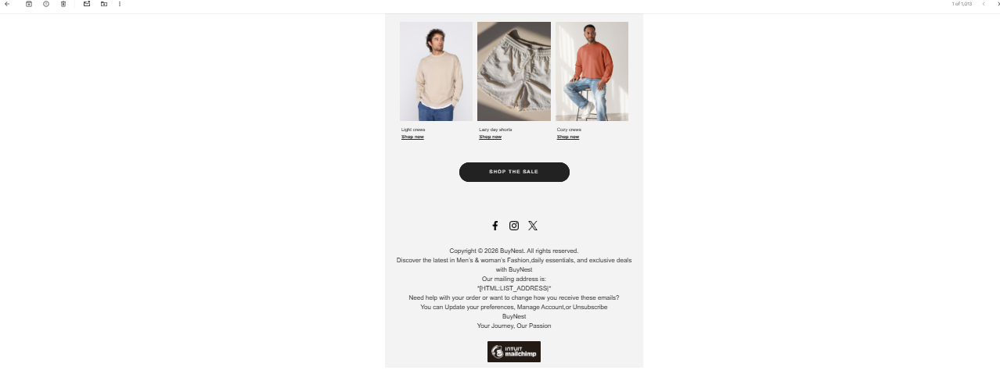 1 of 1,013
Light crews
Lazy day shorts
Cozy crews
Shop now
Shop now
Shop now
SHOP THE SALE
Copyright © 2026 BuyNest. All rights reserved.
Discover the latest in Men's & woman's Fashion,daily essentials, and exclusive deals
with BuyNest
Our mailing address is:
*[HTML:LIST_ADDRESS|*
Need help with your order or want to change how you receive these emails?
You can Update your preferences, Manage Account,or Unsubscribe
BuyNest
Your Journey, Our Passion
INTUIT
mailchimp